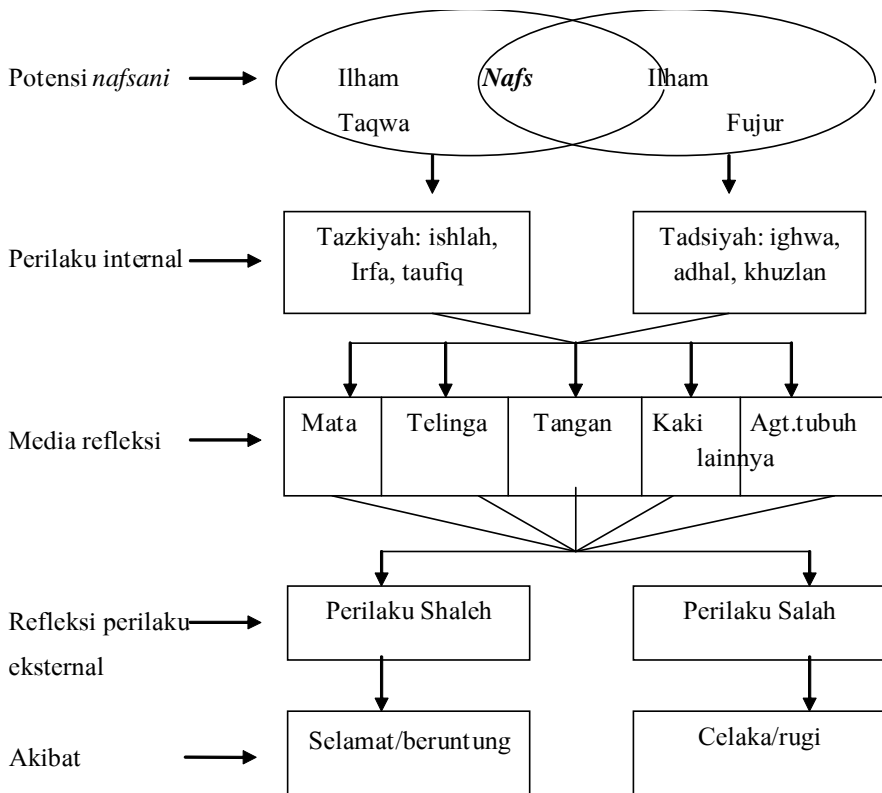 Potensi nafsani
Ilham Nafs Ilham
Taqwa Fujur
Perilaku internal
Tazkiyah: ishlah,
Irfa, taufiq
Tadsiyah: ighwa,
adhal, khuzlan
Media refleksi
Mata Telinga Tangan Kaki Agt.tubuh
lainnya
Refleksi perilaku
eksternal
Perilaku Shaleh
Perilaku Salah
Akibat
Selamat/beruntung
Celaka/rugi